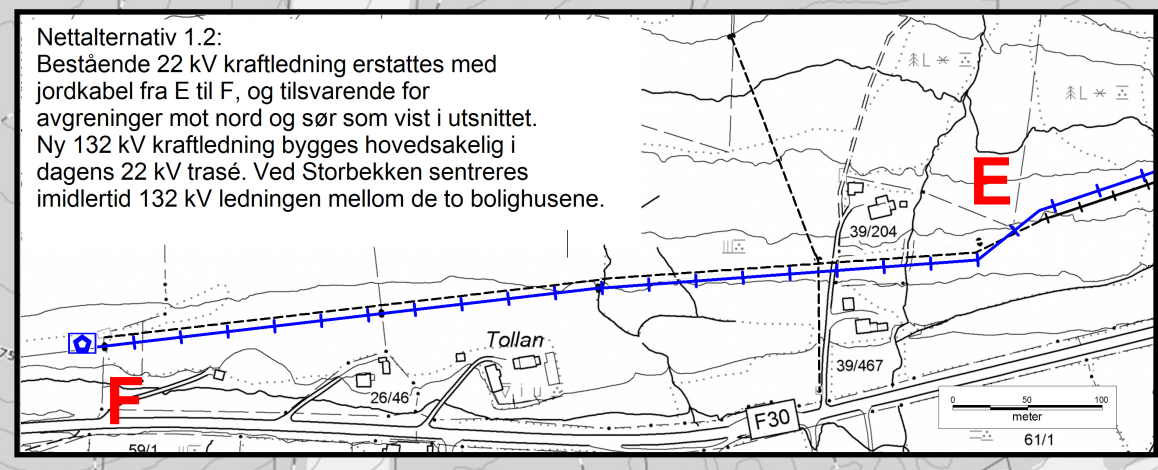 Nettalternativ 1.2:
Bestående 22 kV kraftledning erstattes med
jordkabel fra E til F, og tilsvarende for
avgreninger mot nord og sør som vist i utsnittet.
Ny 132 kV kraftledning bygges hovedsakelig i
dagens 22 kV trasé. Ved Storbekken sentreres
imidlertid 132 kV ledningen mellom de to bolighusene.
L
L
E
39/204
Tollan
75
39/467
F
26/46
F30
0 50 100
meter
59/1
61/1